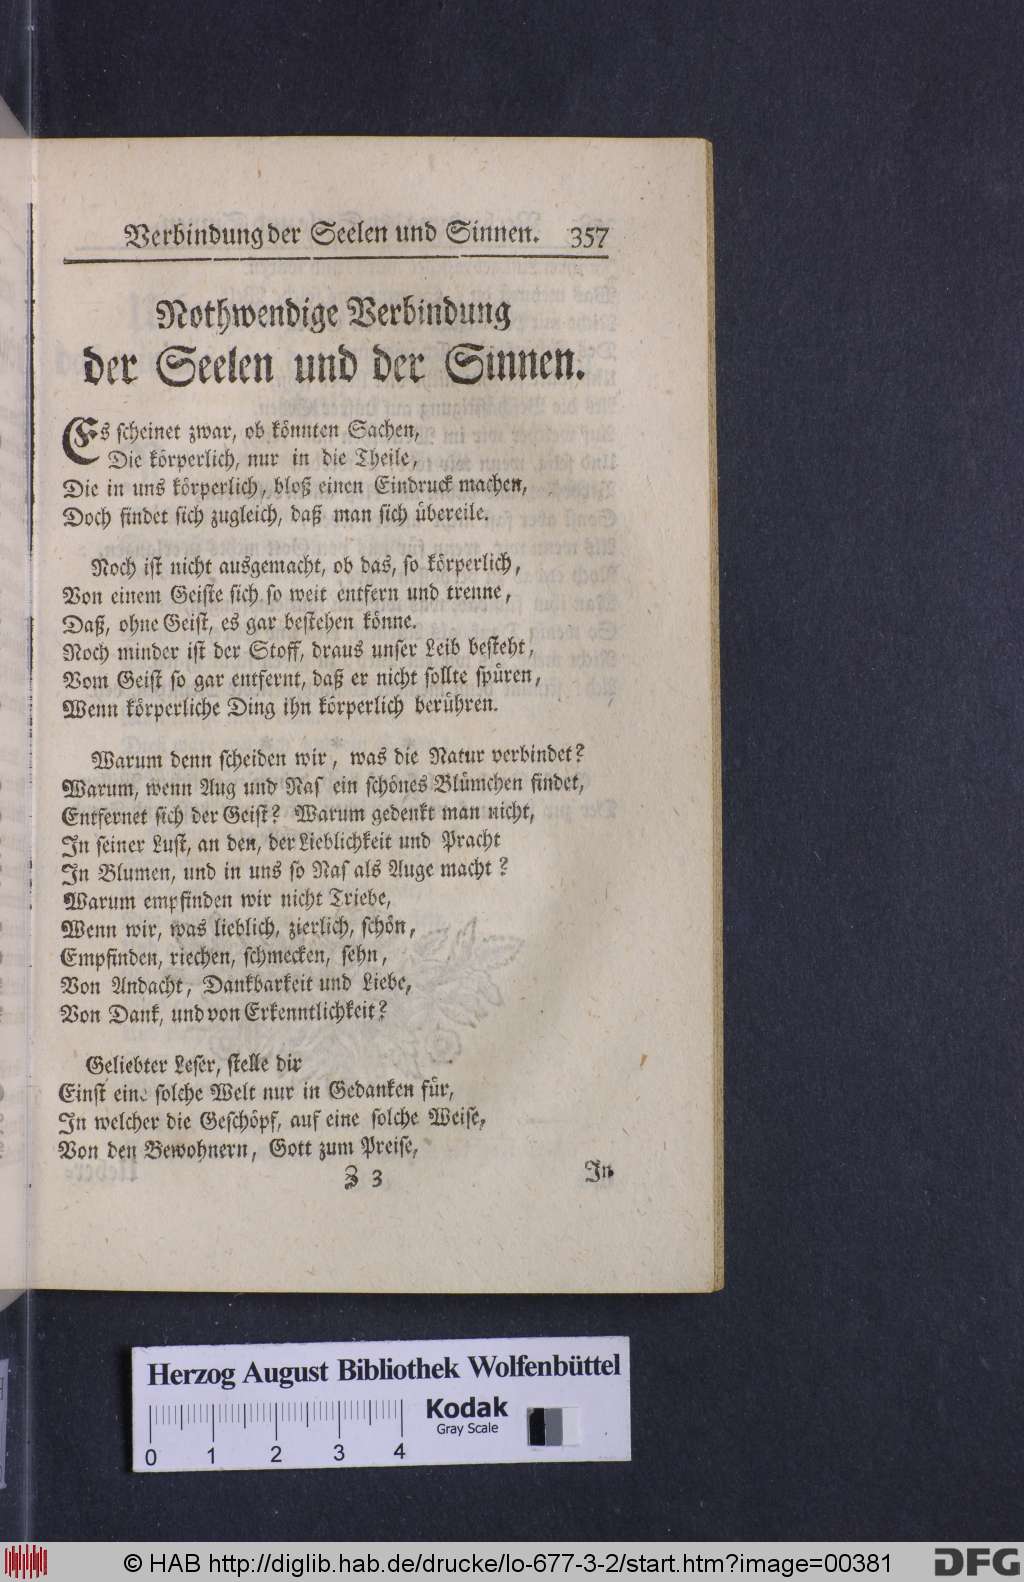 Verbindung der Seelen und Sinnen. 357
Nothwendige Verbindung
der Seelen und der Sinnen.
Es scheinet zwar, ob könnten Sachen,
Die körperlich, nur in die Theile,
Die in uns körperlich, bloß einen Eindruck machen,
Doch findet sich zugleich, daß man sich übereile.
Noch ist nicht ausgemacht, ob das, so körperlich,
Von einem Geiste sich so weit entfern und trenne,
Daß, ohne Geist, es gar bestehen könne.
Noch minder ist der Stoff, draus unser Leib besteht,
Vom Geist so gar entfernt, daß er nicht sollte spüren,
Wenn körperliche Ding ihn körperlich berühren.
Warum denn scheiden wir, was die Natur verbindet?
Warum, wenn Aug und Nas ein schönes Blümchen findet,
Entfernet sich der Geist? Warum gedenkt man nicht,
In seiner Lust, an den, der Lieblichkeit und Pracht
In Blumen, und in uns so Nas als Auge macht?
Warum empfinden wir nicht Triebe,
Wenn wir, was lieblich, zierlich, schön,
Empfinden, riechen, schmecken, sehn,
Von Andacht, Dankbarkeit und Liebe,
Von Dank, und von Erkenntlichkeit?
Geliebter Leser, stelle dir
Einst eine solche Welt nur in Gedanken für,
In welcher die Geschöpf, auf eine solche Weise,
Von den Bewohnern, Gott zum Preise,
Z 3 In
Herzog August Bibliothek Wolfenbüttel
Kodak
Gray Scale
0 1 2 3 4
© HAB http://diglib.hab.de/drucke/lo-677-3-2/start.htm?image=00381
DFG